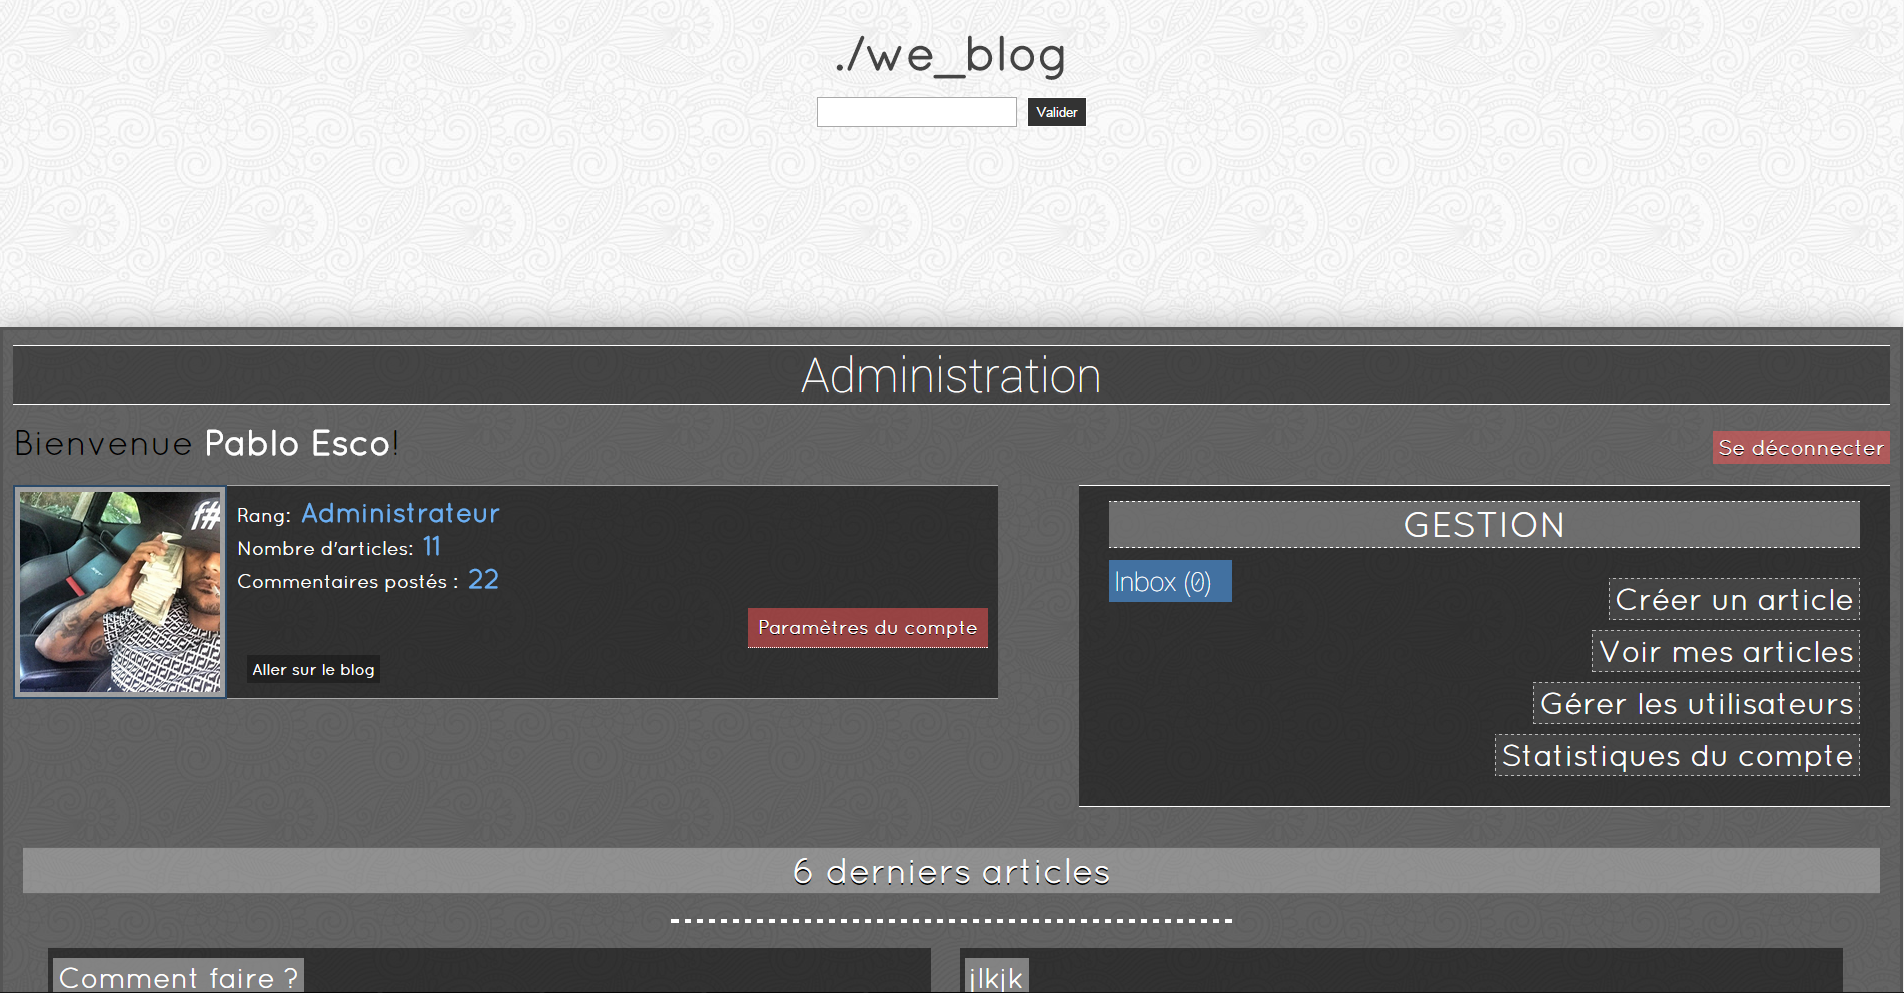 ./we_blog
Valider
Administration
Bienvenue Pablo Esco!
Se déconnecter
Rang: Administrateur
Nombre d'articles: 11
Commentaires postés : 22
Paramètres du compte
Aller sur le blog
GESTION
Inbox (0)
Créer un article
Voir mes articles
Gérer les utilisateurs
Statistiques du compte
6 derniers articles
Comment faire ?
jlkjk
f#